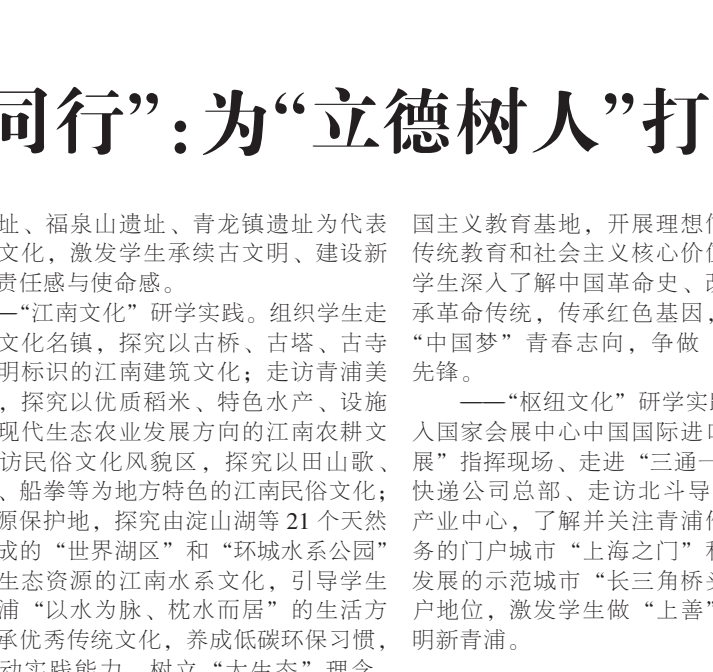 同行”：为“立德树人”打
址、福泉山遗址、青龙镇遗址为代表
文化，激发学生承续古文明、建设新
责任感与使命感。
—“江南文化”研学实践。组织学生走
文化名镇，探究以古桥、古塔、古寺
明标识的江南建筑文化；走访青浦美
，探究以优质稻米、特色水产、设施
现代生态农业发展方向的江南农耕文
访民俗文化风貌区，探究以田山歌、
、船拳等为地方特色的江南民俗文化；
原保护地，探究由淀山湖等 21 个天然
成的“世界湖区”和“环城水系公园”
生态资源的江南水系文化，引导学生
浦“以水为脉、枕水而居”的生活方
承优秀传统文化，养成低碳环保习惯，
动实践能力，树立“大生态”理念
国主义教育基地，开展理想
传统教育和社会主义核心价
学生深入了解中国革命史、
承革命传统，传承红色基因，
“中国梦”青春志向，争做
先锋。
——“枢纽文化”研学实
入国家会展中心中国国际进
展”指挥现场、走进“三通一
快递公司总部、走访北斗导
产业中心，了解并关注青浦
务的门户城市“上海之门”
发展的示范城市“长三角桥
户地位，激发学生做“上善”
明新青浦。